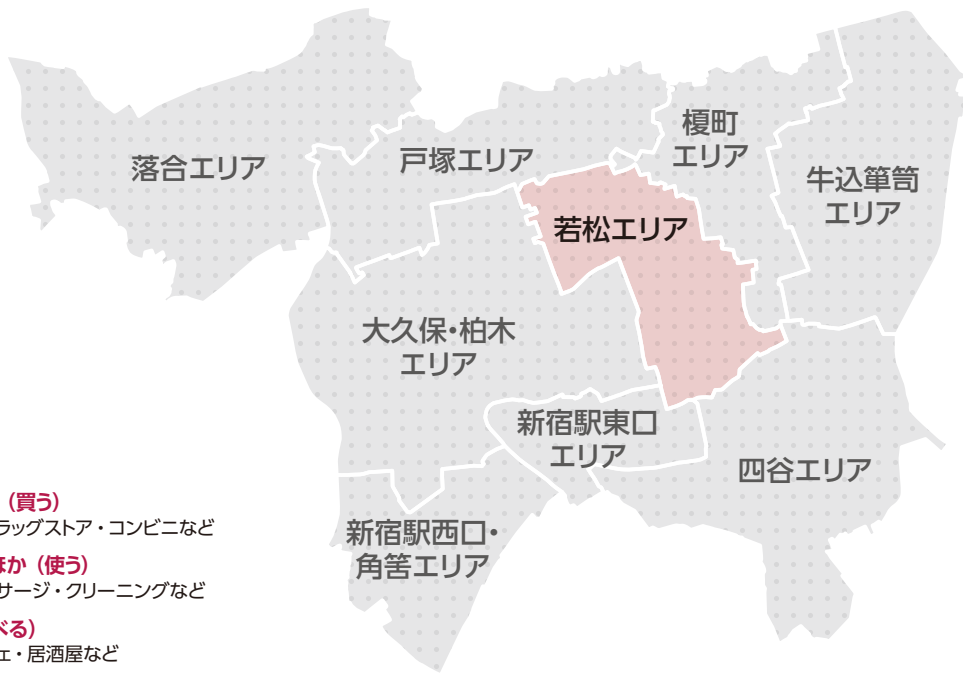 落合エリア
戸塚エリア
榎町
エリア
牛込箪笥
エリア
若松エリア
大久保・柏木
エリア
新宿駅東口
エリア
四谷エリア
新宿駅西口・
角筈エリア
（買う）
ラッグストア・コンビニなど
ほか（使う）
サージ・クリーニングなど
べる）
ェ・居酒屋など